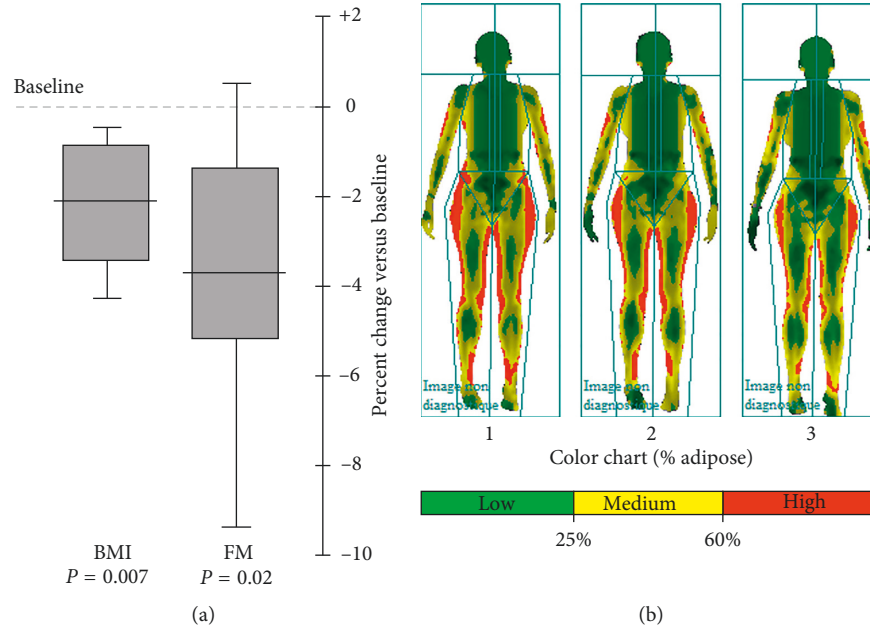 +2
Baseline
0
−2
−4
−6
−8
−10
Percent change versus baseline
BMI
P = 0.007
FM
P = 0.02
(a)
Image non
diagnostique
1
Image non
diagnostique
2
Image non
diagnostique
3
Color chart (% adipose)
Low
Medium
High
25%
60%
(b)